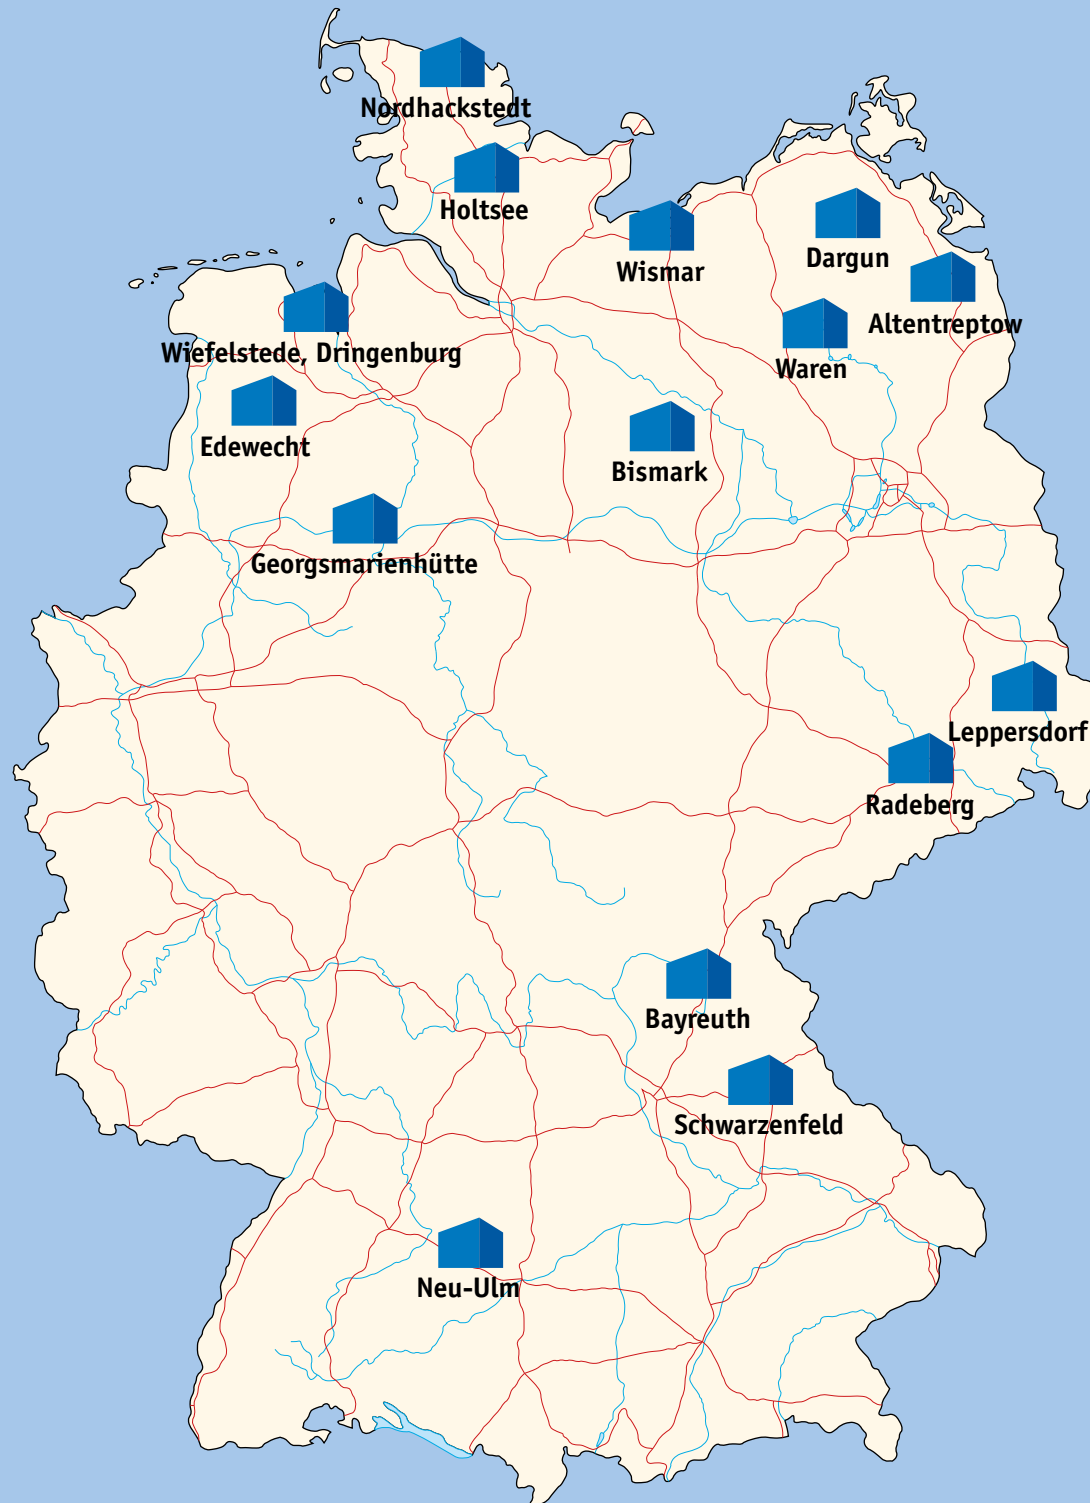 Nordhackstedt
Holtsee
Wismar
Dargun
Altentreptow
Waren
Wiefelstede, Dringenburg
Edewecht
Bismark
Georgsmarienhütte
Leppersdorf
Radeberg
Bayreuth
Schwarzenfeld
Neu-Ulm